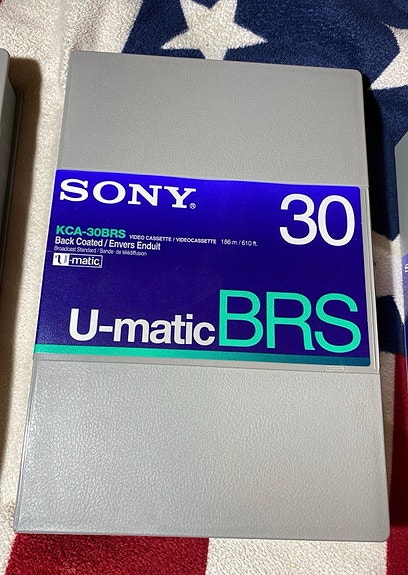 SONY®
30
KCA-30BRS VIDEO CASSETTE / VIDEOCASSETTE 186 m / 610 ft.
Back Coated / Envers Enduit
Broadcast Standard / Bande de télédiffusion
U-matic
U-matic BRS